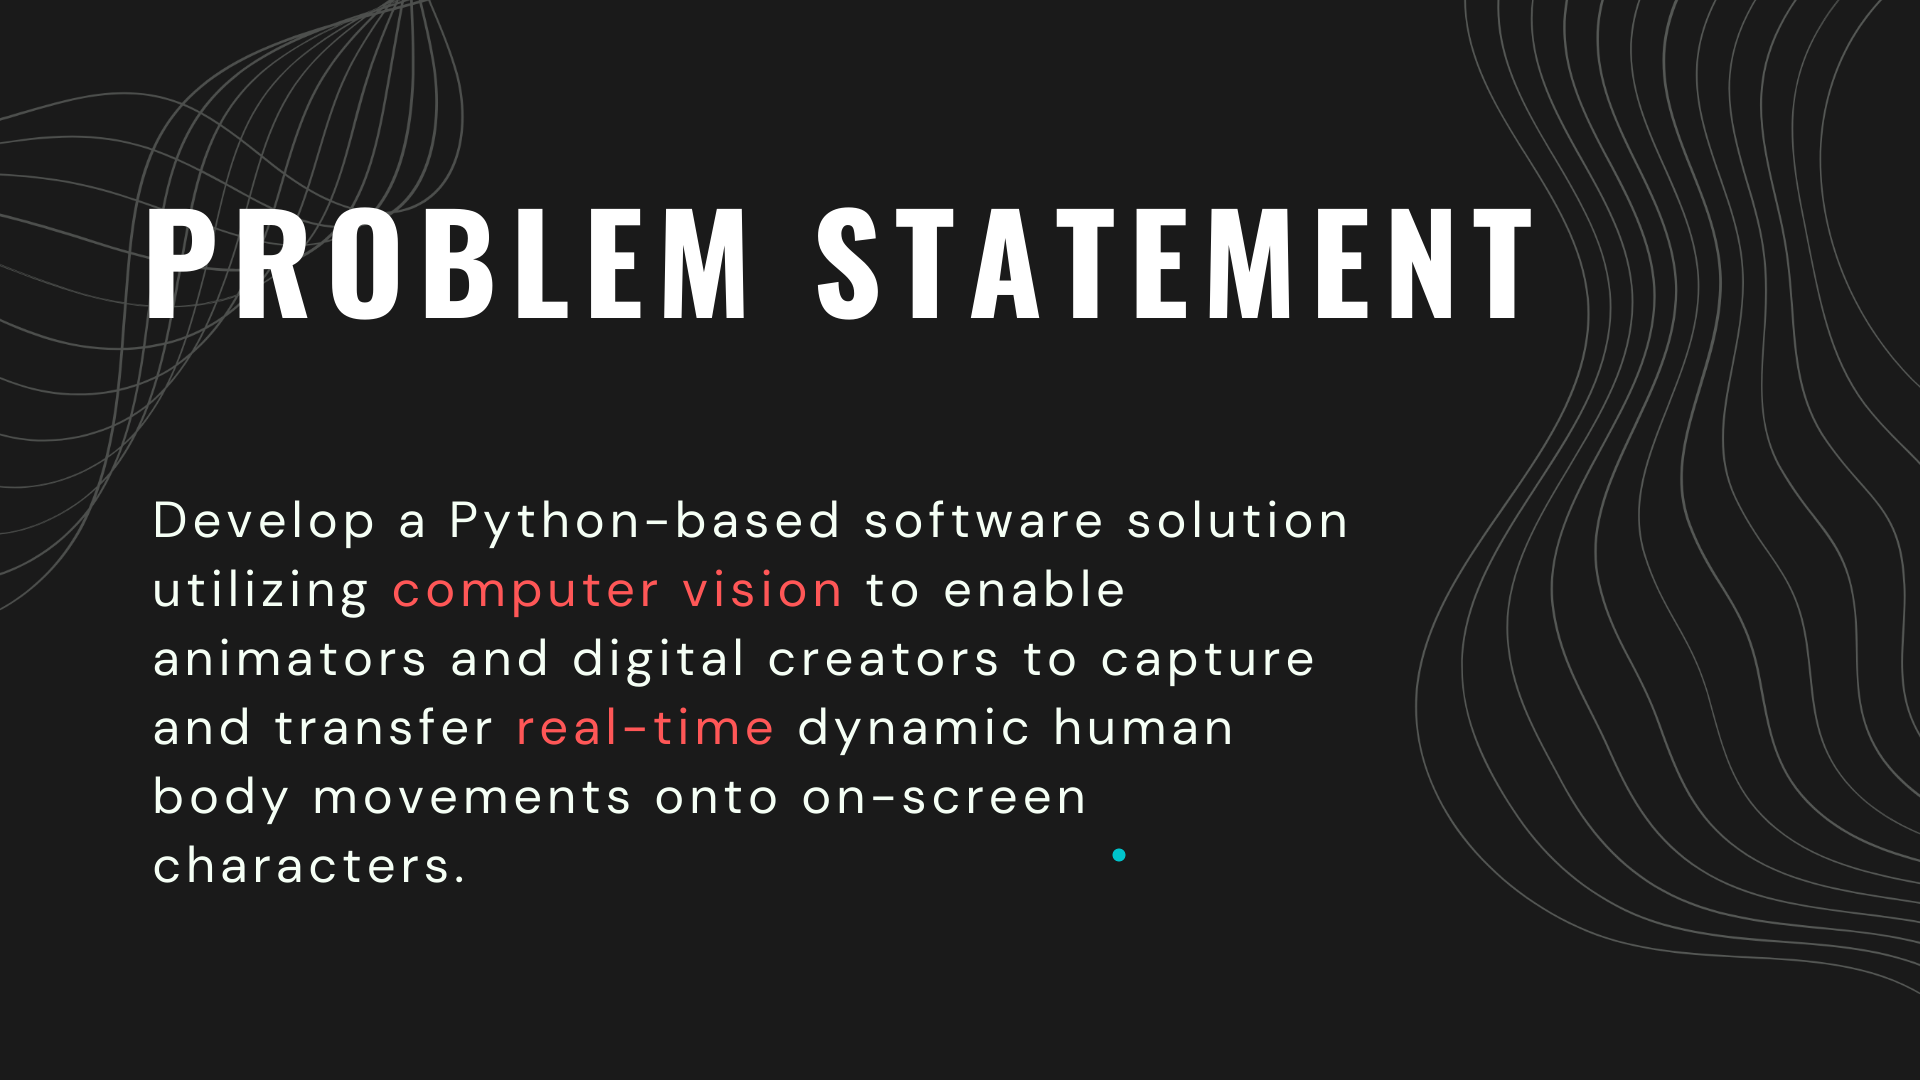 PROBLEM STATEMENT
Develop a Python-based software solution
utilizing computer vision to enable
animators and digital creators to capture
and transfer real-time dynamic human
body movements onto on-screen
characters.